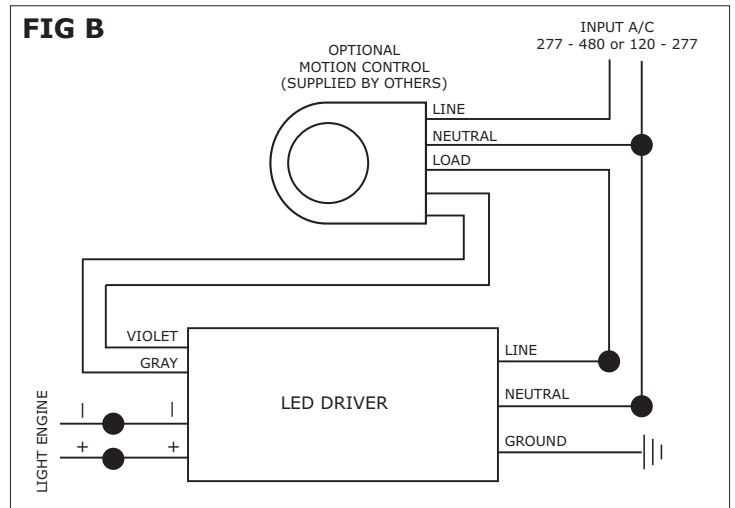 FIG B
INPUT A/C
277 - 480 or 120 - 277
OPTIONAL
MOTION CONTROL
(SUPPLIED BY OTHERS)
LINE
NEUTRAL
LOAD
VIOLET
GRAY
LINE
LED DRIVER
NEUTRAL
GROUND
LIGHT ENGINE
| |
+ +